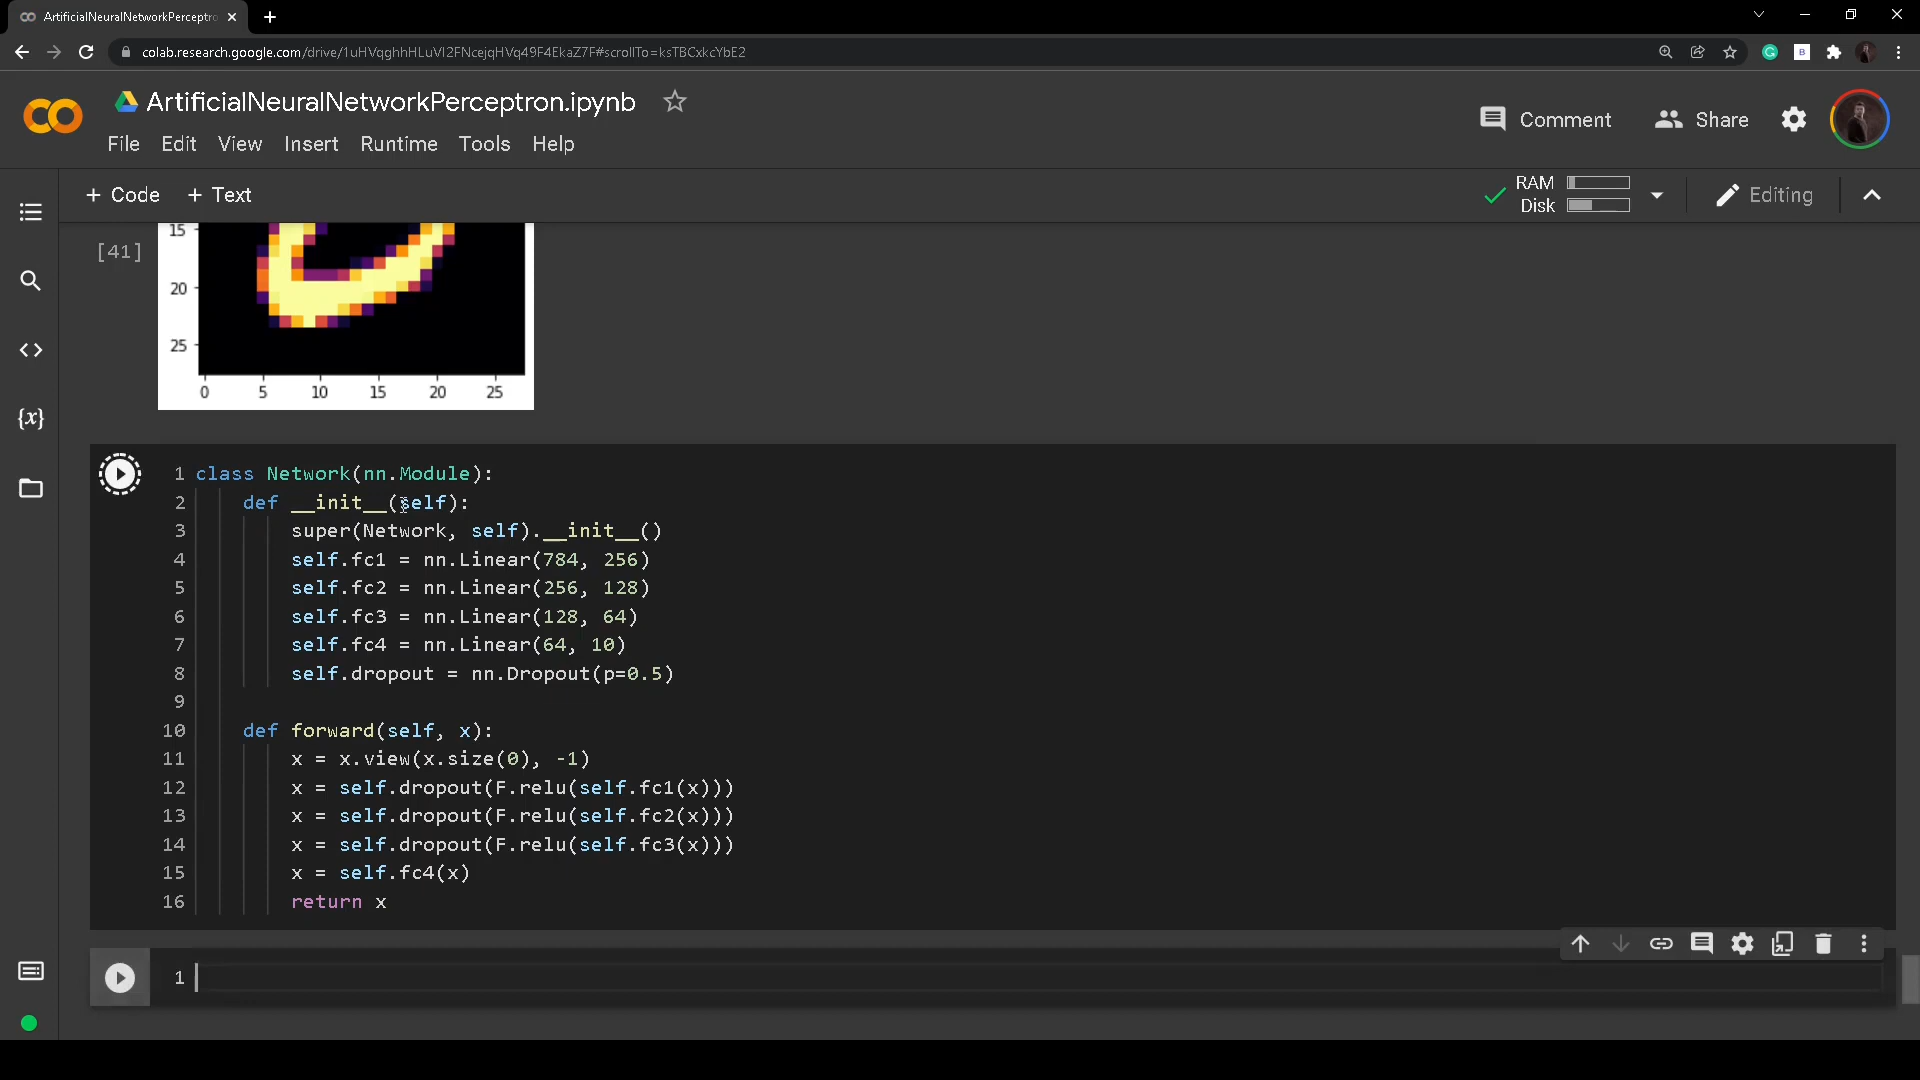 ArtificialNeuralNetworkPerceptro
colab.research.google.com/drive/1uHVqghhHLuVI2FNcejqHVq49F4EkaZ7F#scrollTo=ksTBCxkcYbE2
ArtificialNeuralNetworkPerceptron.ipynb
Comment
Share
File Edit View Insert Runtime Tools Help
+ Code + Text
RAM
Disk
Editing
[41]
15
20
25
0 5 10 15 20 25
1 class Network(nn.Module):
2 def __init__(self):
3 super(Network, self).__init__()
4 self.fc1 = nn.Linear(784, 256)
5 self.fc2 = nn.Linear(256, 128)
6 self.fc3 = nn.Linear(128, 64)
7 self.fc4 = nn.Linear(64, 10)
8 self.dropout = nn.Dropout(p=0.5)
9
10 def forward(self, x):
11 x = x.view(x.size(0), -1)
12 x = self.dropout(F.relu(self.fc1(x)))
13 x = self.dropout(F.relu(self.fc2(x)))
14 x = self.dropout(F.relu(self.fc3(x)))
15 x = self.fc4(x)
16 return x
1